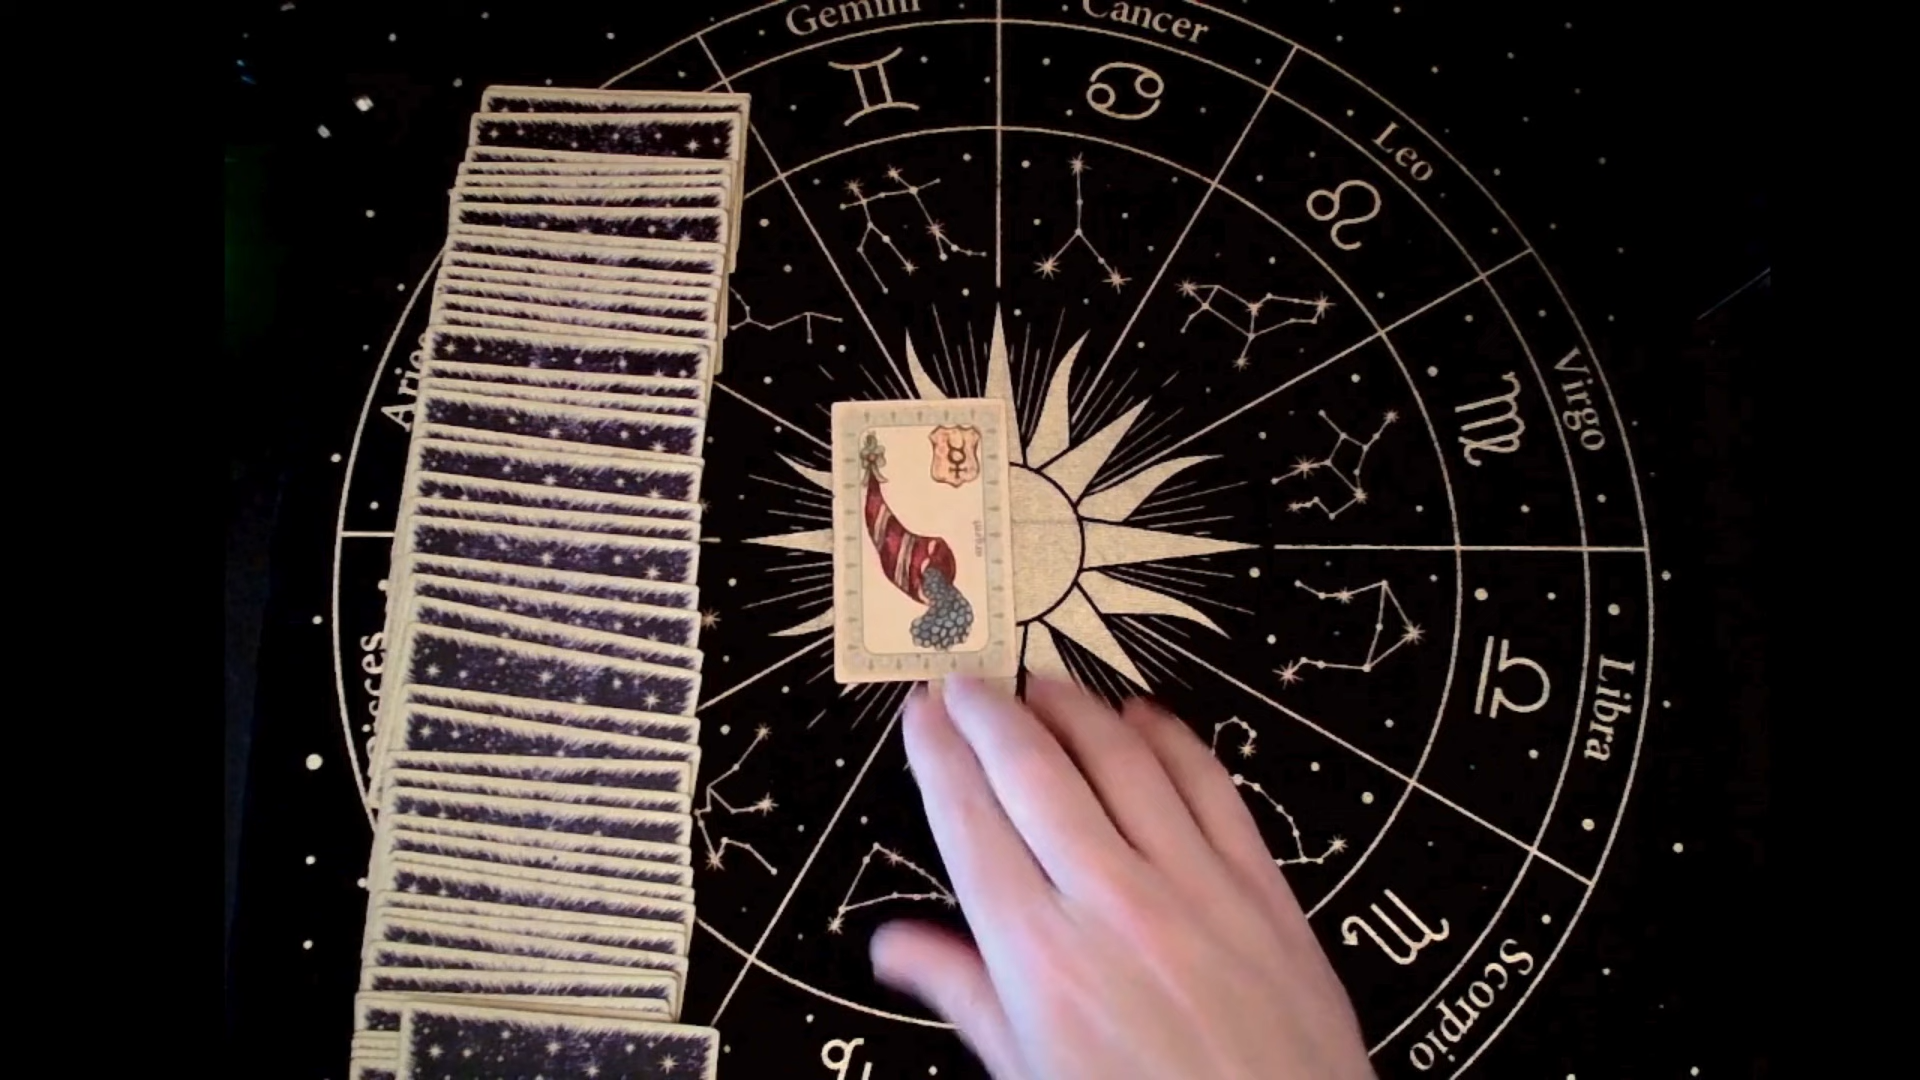 Gemini
Cancer
Leo
Virgo
Libra
Scorpio
Aries
Pisces